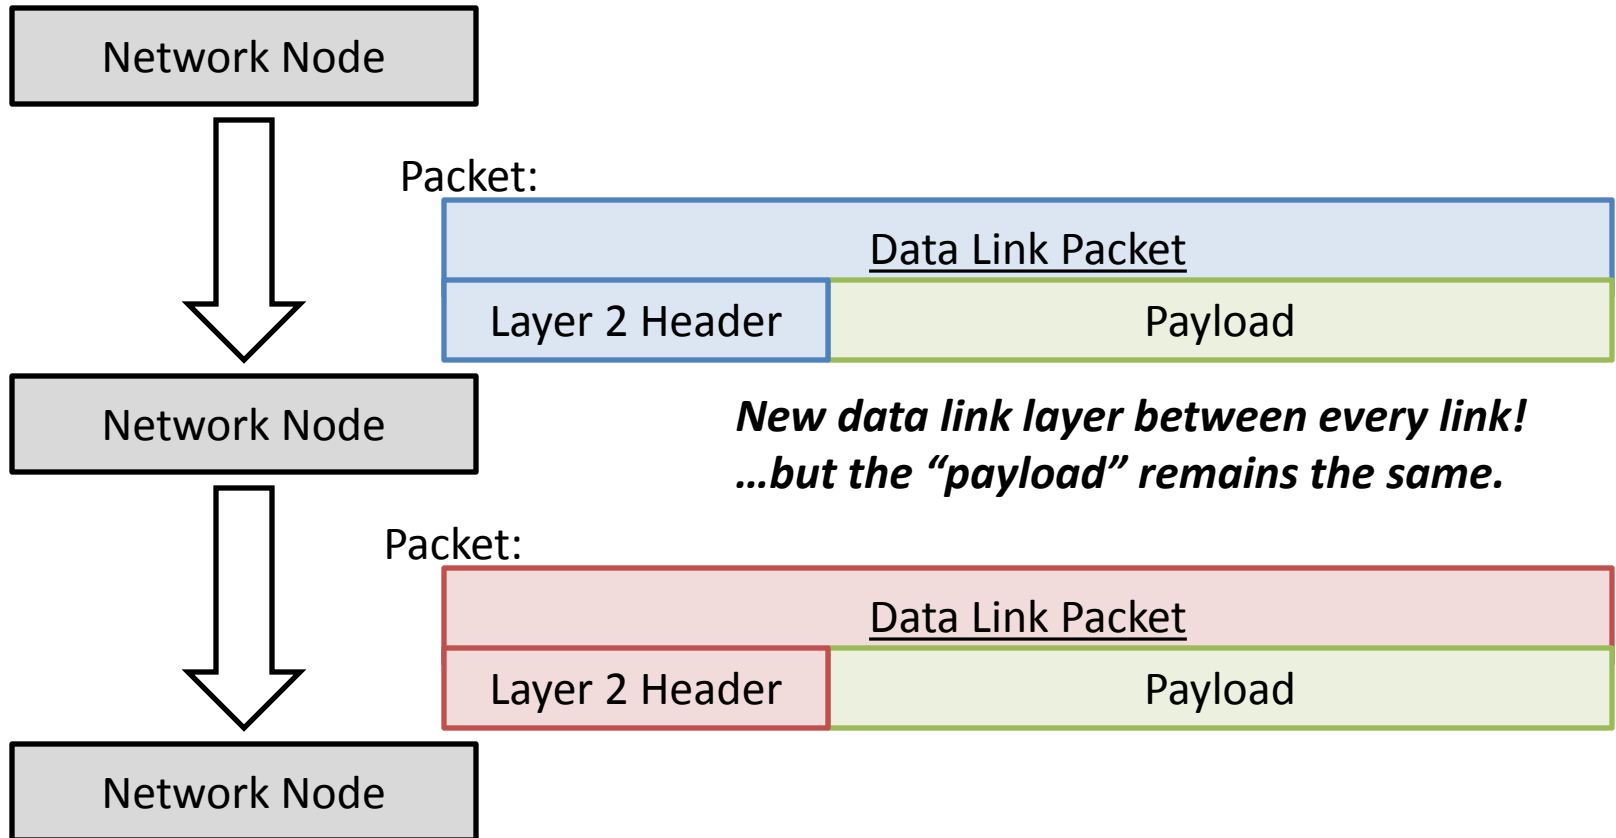 Network Node
Packet:
Data Link Packet
Layer 2 Header
Payload
Network Node
New data link layer between every link!
…but the “payload” remains the same.
Packet:
Data Link Packet
Layer 2 Header
Payload
Network Node